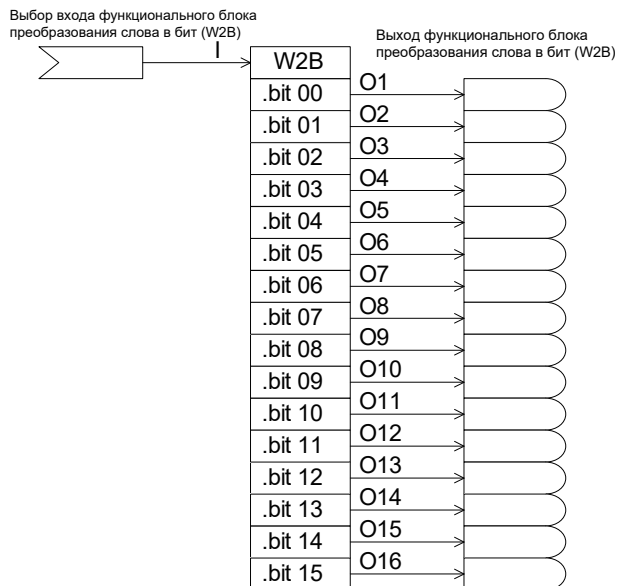 Выбор входа функционального блока
преобразования слова в бит (W2B)
I
Выход функционального блока
преобразования слова в бит (W2B)
W2B
.bit 00 O1
.bit 01 O2
.bit 02 O3
.bit 03 O4
.bit 04 O5
.bit 05 O6
.bit 06 O7
.bit 07 O8
.bit 08 O9
.bit 09 O10
.bit 10 O11
.bit 11 O12
.bit 12 O13
.bit 13 O14
.bit 14 O15
.bit 15 O16